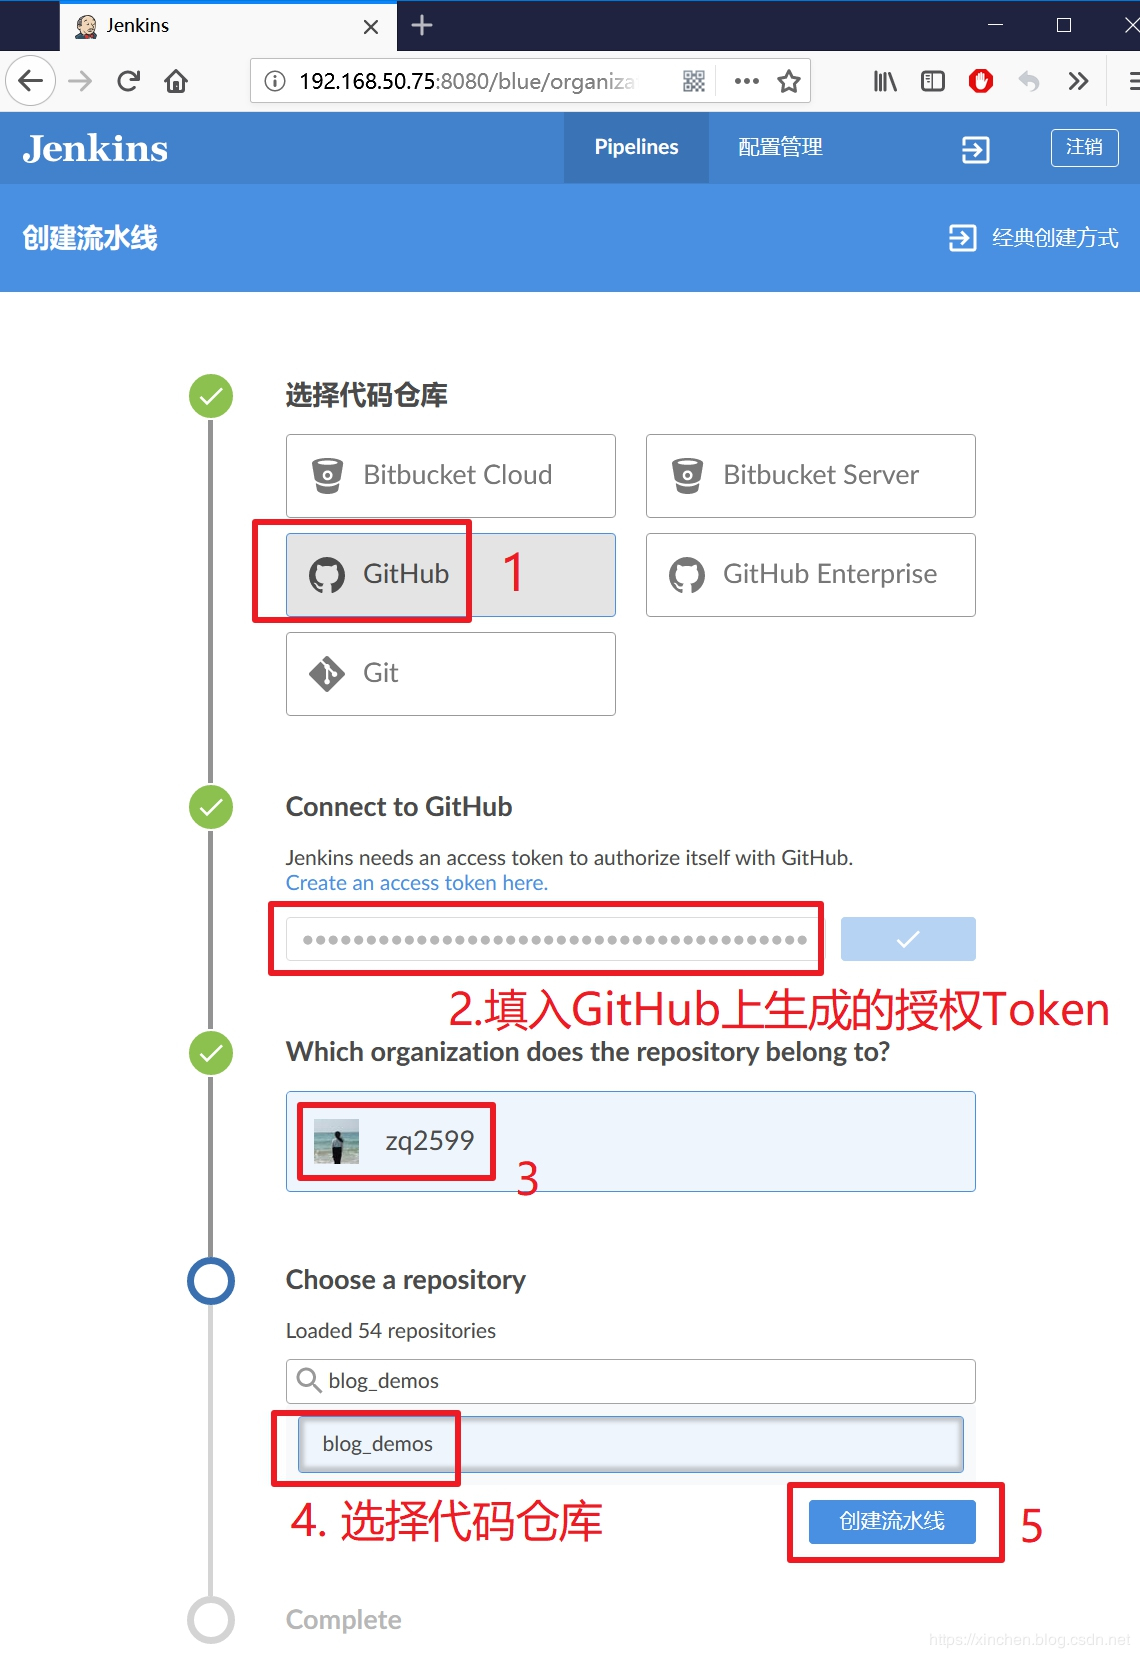 Jenkins
192.168.50.75:8080/blue/organiza
Jenkins
Pipelines
配置管理
注销
创建流水线
经典创建方式
选择代码仓库
Bitbucket Cloud
Bitbucket Server
GitHub
1
GitHub Enterprise
Git
Connect to GitHub
Jenkins needs an access token to authorize itself with GitHub.
Create an access token here.
2.填入GitHub上生成的授权Token
Which organization does the repository belong to?
zq2599
3
Choose a repository
Loaded 54 repositories
blog_demos
blog_demos
4. 选择代码仓库
创建流水线
5
Complete
https://xinchen.blog.csdn.net